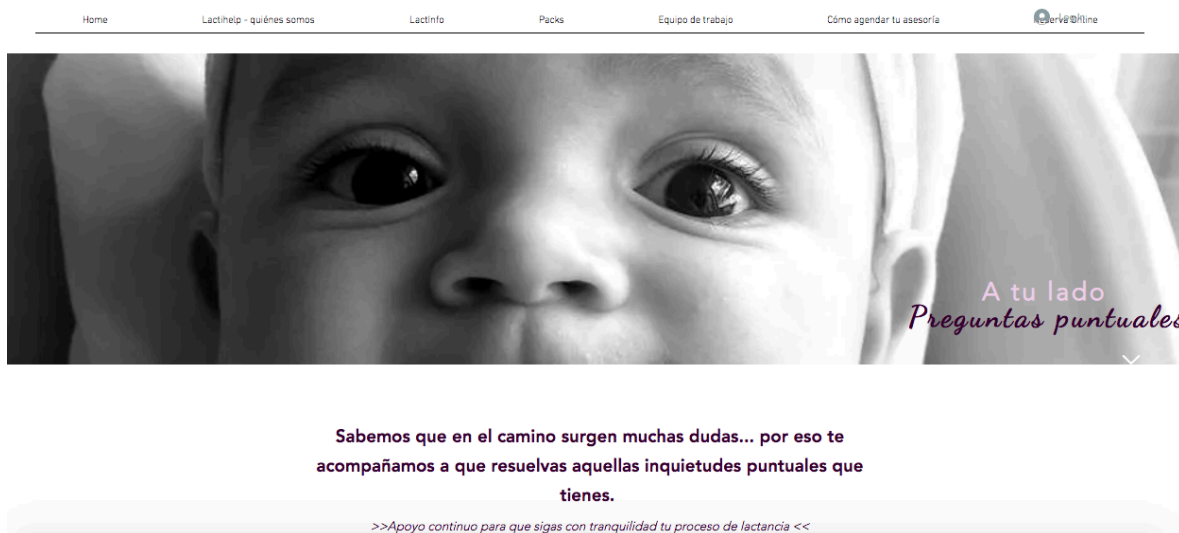 Home Lactihelp - quiénes somos Lactinfo Packs Equipo de trabajo Cómo agendar tu asesoría Reserva Online
A tu lado
Preguntas puntuales
Sabemos que en el camino surgen muchas dudas... por eso te
acompañamos a que resuelvas aquellas inquietudes puntuales que
tienes.
>>Apoyo continuo para que sigas con tranquilidad tu proceso de lactancia <<